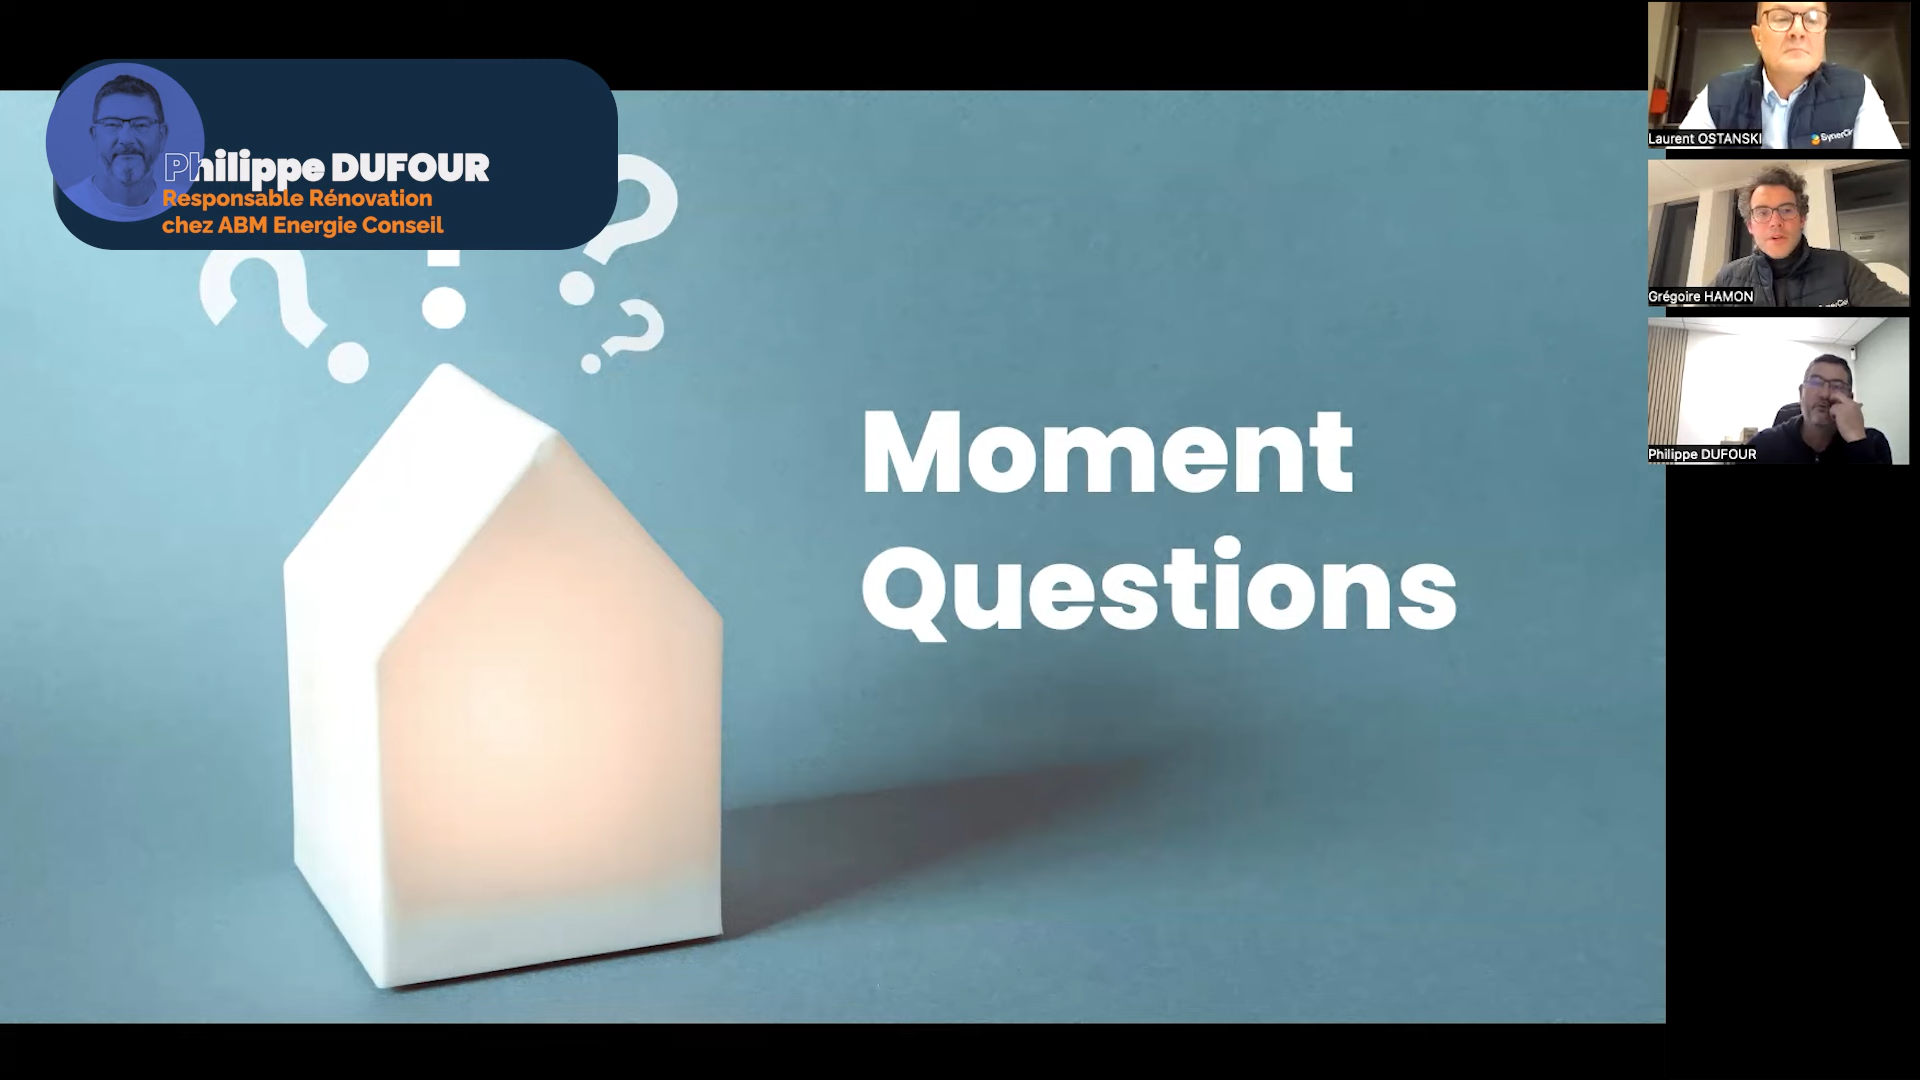 Philippe DUFOUR
Responsable Rénovation
chez ABM Energie Conseil
? ! ? ?
Moment
Questions
Laurent OSTANSKI
Grégoire HAMON
Philippe DUFOUR